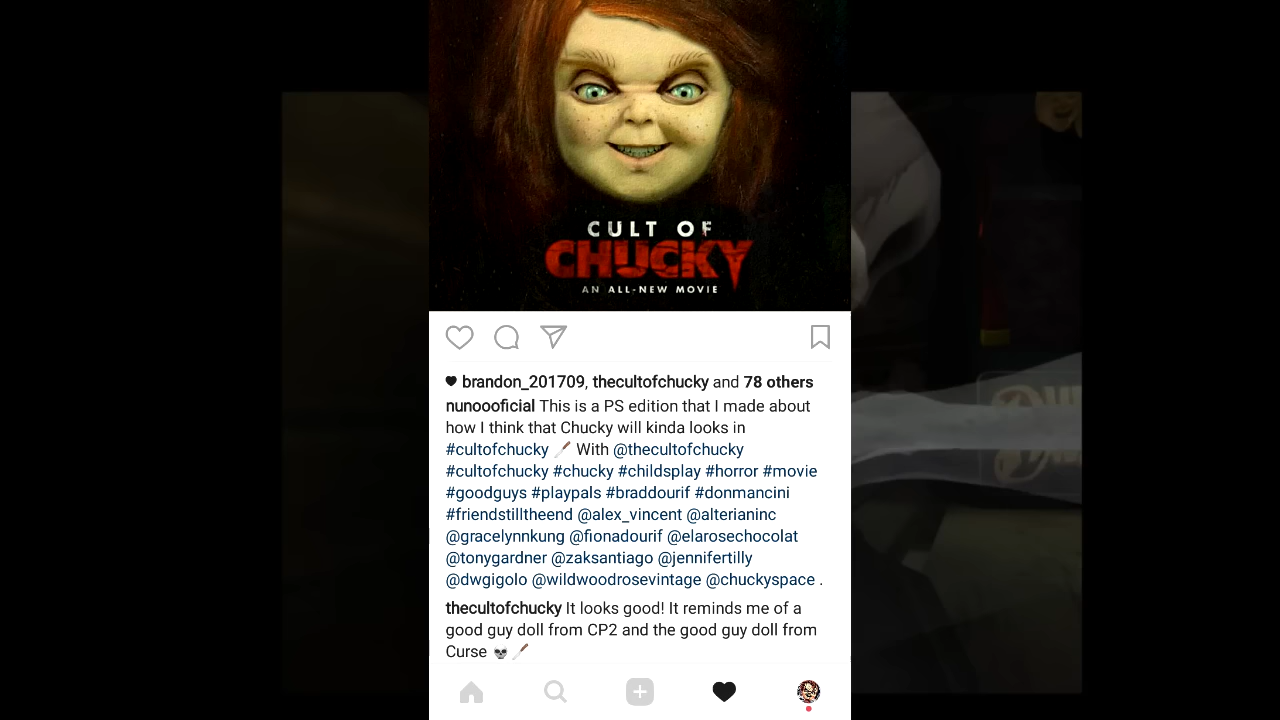 CULT OF
CHUCKY
AN ALL-NEW MOVIE
brandon_201709, thecultofchucky and 78 others
nunoooficial This is a PS edition that I made about
how I think that Chucky will kinda looks in
#cultofchucky 🔪 With @thecultofchucky
#cultofchucky #chucky #childsplay #horror #movie
#goodguys #playpals #braddourif #donmancini
#friendstilltheend @alex_vincent @alterianinc
@gracelynnkung @fionadourif @elarosechocolat
@tonygardner @zaksantiago @jennifertilly
@dwgigolo @wildwoodrosevintage @chuckyspace .
thecultofchucky It looks good! It reminds me of a
good guy doll from CP2 and the good guy doll from
Curse 💀🔪